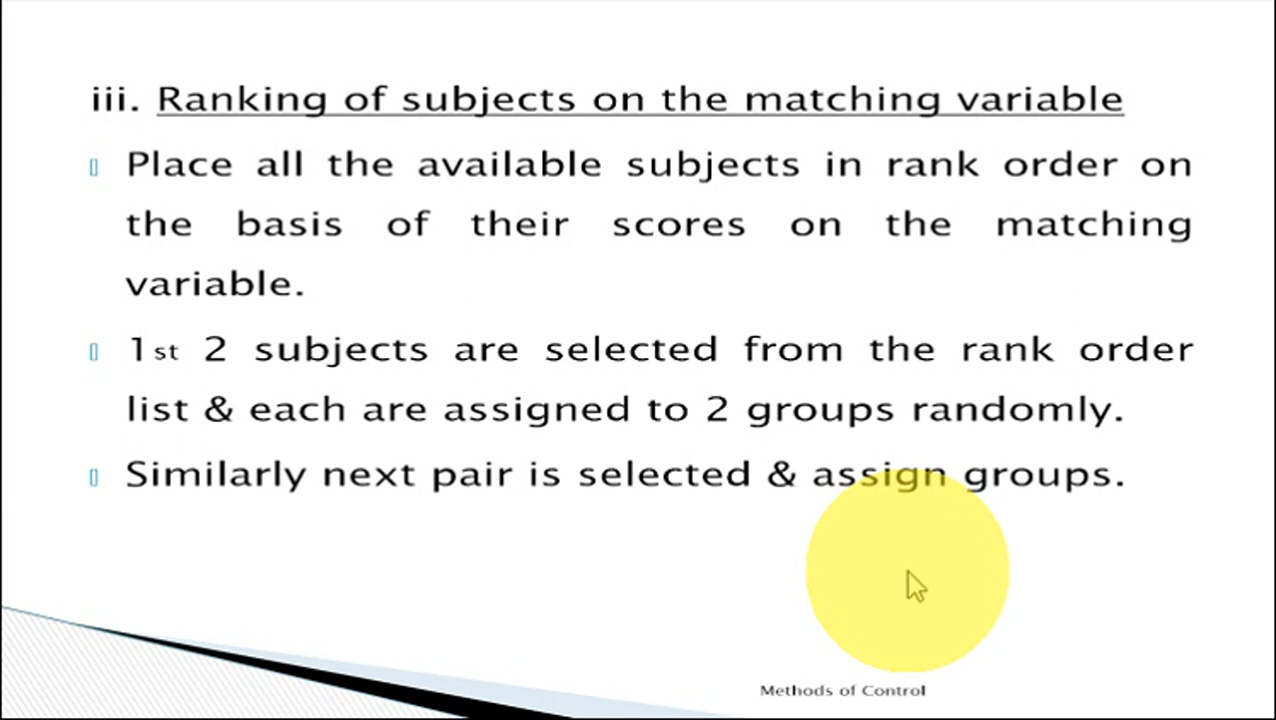 iii. Ranking of subjects on the matching variable
Place all the available subjects in rank order on
the basis of their scores on the matching
variable.
1st 2 subjects are selected from the rank order
list & each are assigned to 2 groups randomly.
Similarly next pair is selected & assign groups.
Methods of Control